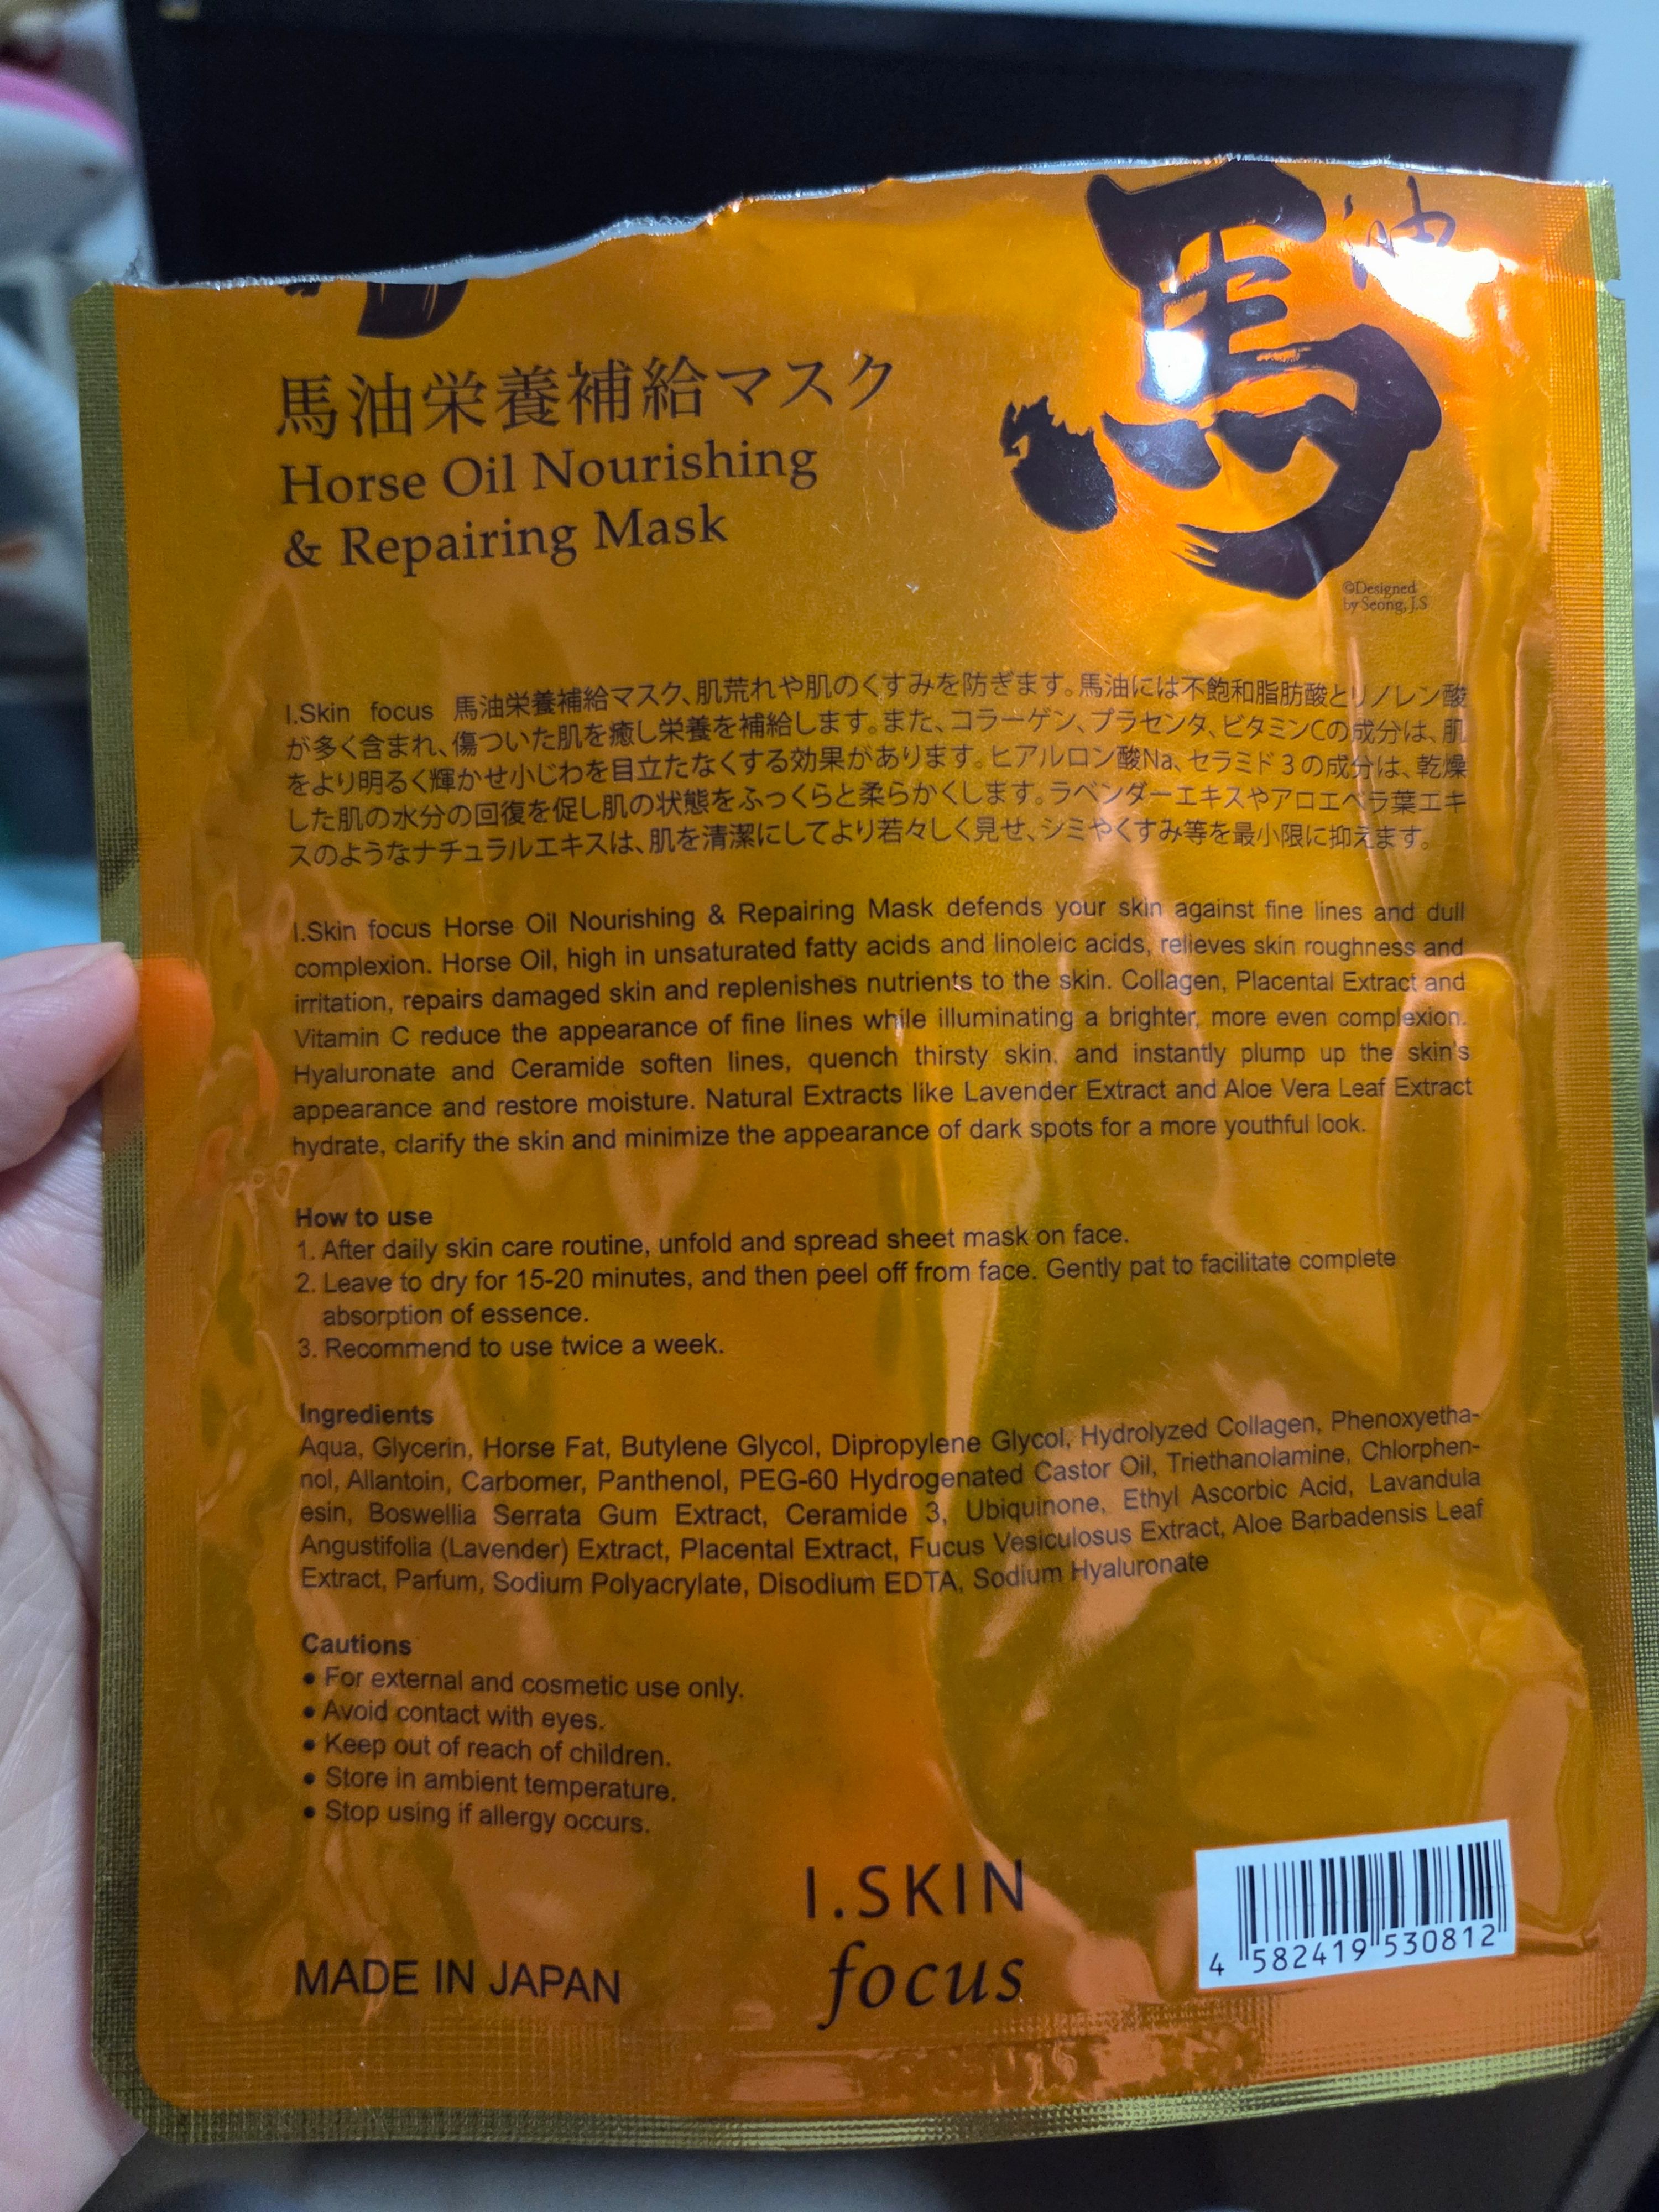 馬油
馬油栄養補給マスク
Horse Oil Nourishing
& Repairing Mask
©Designed
by Seong, J.S
I.Skin focus 馬油栄養補給マスク、肌荒れや肌のくすみを防ぎます。馬油には不飽和脂肪酸とリノレン酸
が多く含まれ、傷ついた肌を癒し栄養を補給します。また、コラーゲン、プラセンタ、ビタミンCの成分は、肌
をより明るく輝かせ小じわを目立たなくする効果があります。ヒアルロン酸Na、セラミド3の成分は、乾燥
した肌の水分の回復を促し肌の状態をふっくらと柔らかくします。ラベンダーエキスやアロエベラ葉エキ
スのようなナチュラルエキスは、肌を清潔にしてより若々しく見せ、シミやくすみ等を最小限に抑えます。
I.Skin focus Horse Oil Nourishing & Repairing Mask defends your skin against fine lines and dull
complexion. Horse Oil, high in unsaturated fatty acids and linoleic acids, relieves skin roughness and
irritation, repairs damaged skin and replenishes nutrients to the skin. Collagen, Placental Extract and
Vitamin C reduce the appearance of fine lines while illuminating a brighter, more even complexion.
Hyaluronate and Ceramide soften lines, quench thirsty skin, and instantly plump up the skin's
appearance and restore moisture. Natural Extracts like Lavender Extract and Aloe Vera Leaf Extract
hydrate, clarify the skin and minimize the appearance of dark spots for a more youthful look.
How to use
1. After daily skin care routine, unfold and spread sheet mask on face.
2. Leave to dry for 15-20 minutes, and then peel off from face. Gently pat to facilitate complete
absorption of essence.
3. Recommend to use twice a week.
Ingredients
Aqua, Glycerin, Horse Fat, Butylene Glycol, Dipropylene Glycol, Hydrolyzed Collagen, Phenoxyetha-
nol, Allantoin, Carbomer, Panthenol, PEG-60 Hydrogenated Castor Oil, Triethanolamine, Chlorphen-
esin, Boswellia Serrata Gum Extract, Ceramide 3, Ubiquinone, Ethyl Ascorbic Acid, Lavandula
Angustifolia (Lavender) Extract, Placental Extract, Fucus Vesiculosus Extract, Aloe Barbadensis Leaf
Extract, Parfum, Sodium Polyacrylate, Disodium EDTA, Sodium Hyaluronate
Cautions
• For external and cosmetic use only.
• Avoid contact with eyes.
• Keep out of reach of children.
• Store in ambient temperature.
• Stop using if allergy occurs.
MADE IN JAPAN
I.SKIN
focus
4 582419 530812